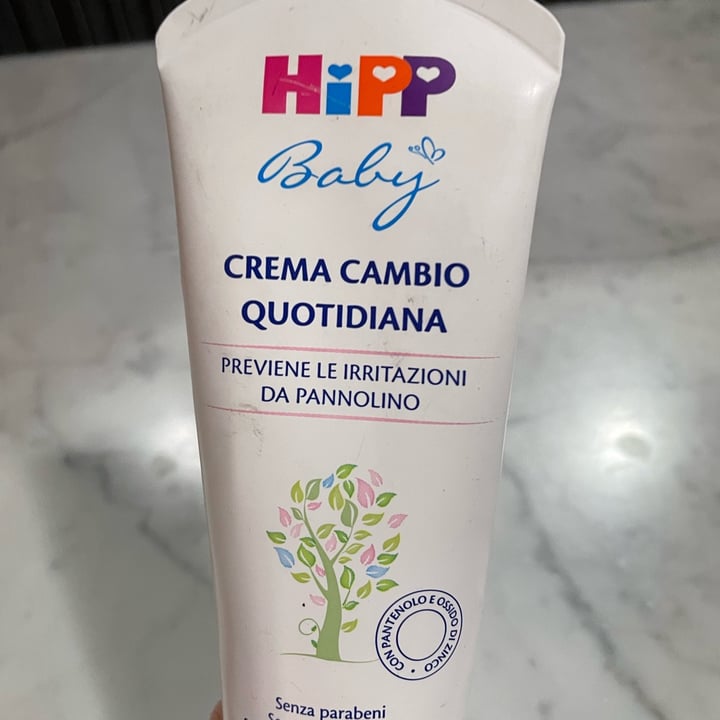 HiPP
Baby
CREMA CAMBIO
QUOTIDIANA
PREVIENE LE IRRITAZIONI
DA PANNOLINO
• CON PANTENOLO E OSSIDO DI ZINCO
Senza parabeni